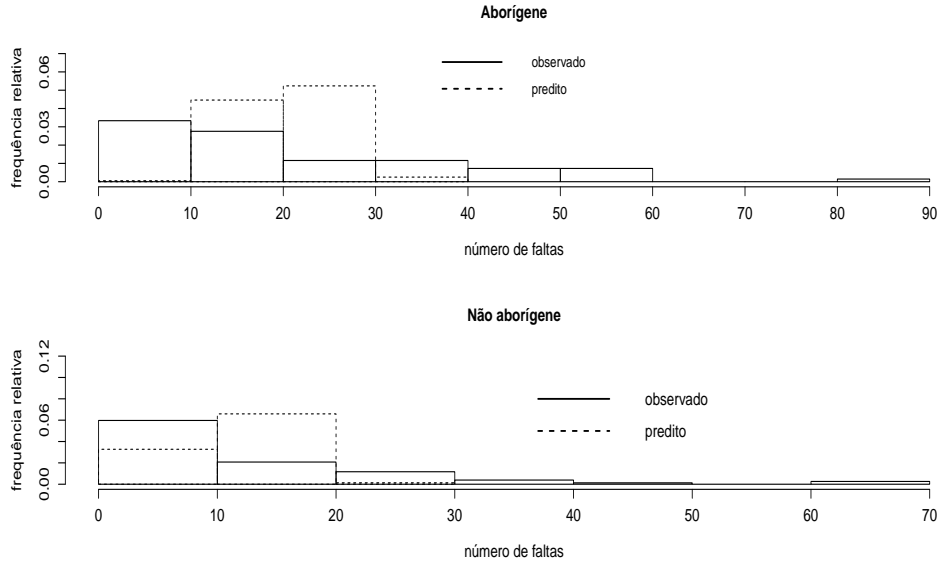 Aborígene
frequência relativa
0.00 0.03 0.06
observado
predito
0 10 20 30 40 50 60 70 80 90
número de faltas
Não aborígene
frequência relativa
0.00 0.06 0.12
observado
predito
0 10 20 30 40 50 60 70
número de faltas